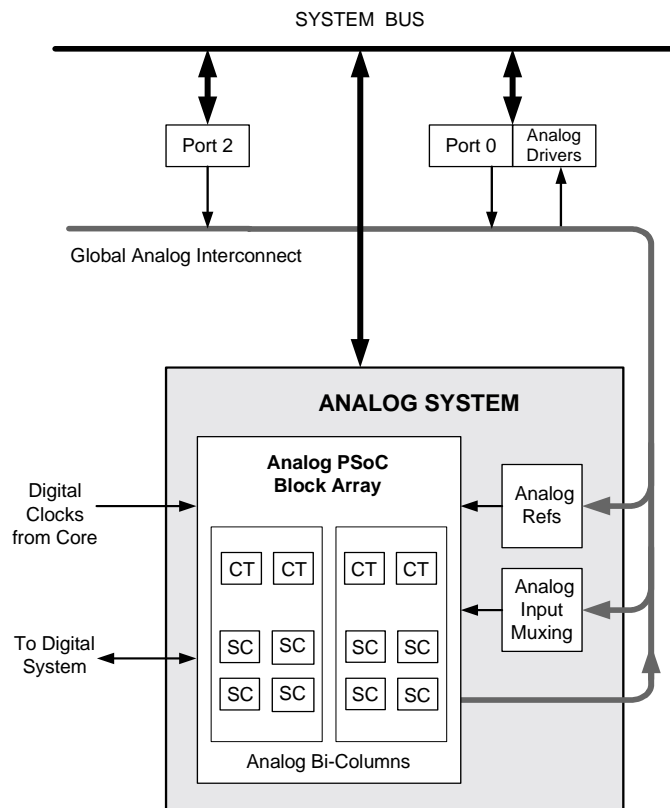 SYSTEM BUS
Port 2
Port 0
Analog
Drivers
Global Analog Interconnect
ANALOG SYSTEM
Analog PSoC
Block Array
Digital
Clocks
from Core
Analog
Refs
CT CT CT CT
Analog
Input
Muxing
To Digital
System
SC SC SC SC
SC SC SC SC
Analog Bi-Columns